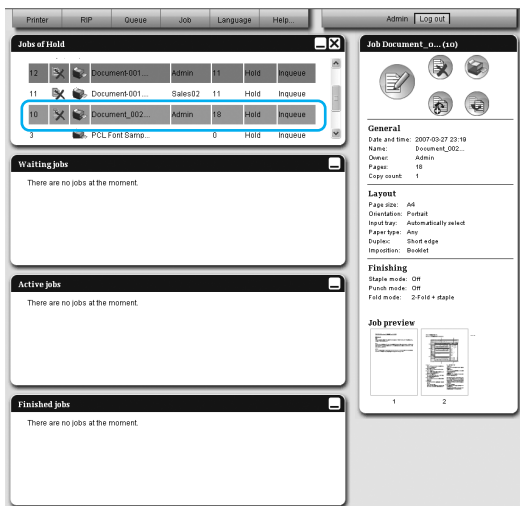 Printer RIP Queue Job Language Help...
Admin Log out
Jobs of Hold
12 Document-001... Admin 11 Hold Inqueue
11 Document-001... Sales02 11 Hold Inqueue
10 Document_002... Admin 18 Hold Inqueue
3 PCL Font Samp... 0 Hold Inqueue
Waiting jobs
There are no jobs at the moment.
Active jobs
There are no jobs at the moment.
Finished jobs
There are no jobs at the moment.
Job Document_0... (10)
General
Date and time: 2007-03-27 23:19
Name: Document_002...
Owner: Admin
Pages: 18
Copy count: 1
Layout
Page size: A4
Orientation: Portrait
Input tray: Automatically select
Paper type: Any
Duplex: Short edge
Imposition: Booklet
Finishing
Staple mode: Off
Punch mode: Off
Fold mode: 2-Fold + staple
Job preview
1 2